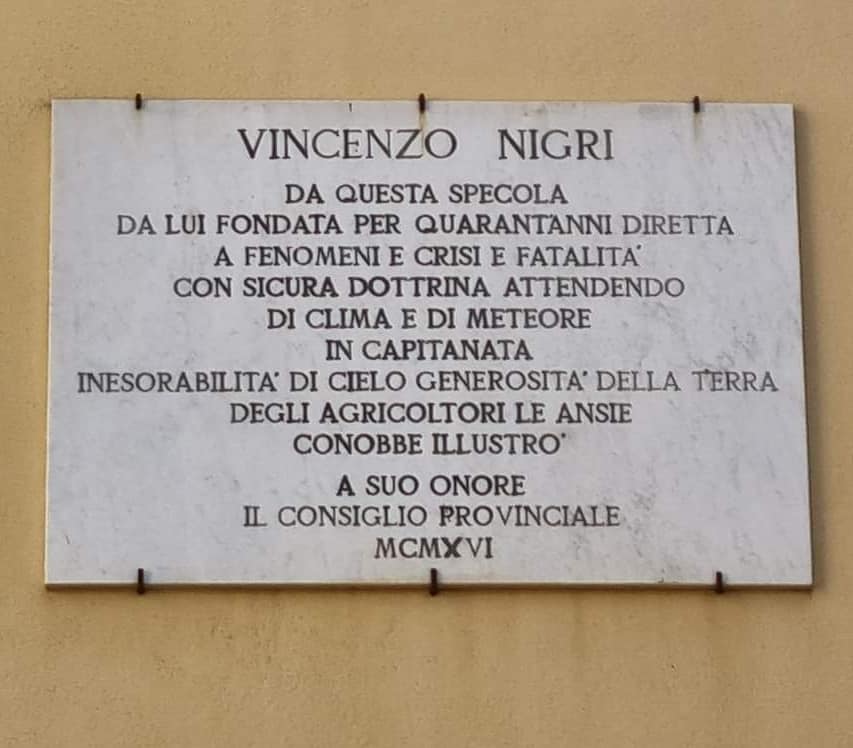 VINCENZO NIGRI
DA QUESTA SPECOLA
DA LUI FONDATA PER QUARANT'ANNI DIRETTA
A FENOMENI E CRISI E FATALITA'
CON SICURA DOTTRINA ATTENDENDO
DI CLIMA E DI METEORE
IN CAPITANATA
INESORABILITA' DI CIELO GENEROSITA' DELLA TERRA
DEGLI AGRICOLTORI LE ANSIE
CONOBBE ILLUSTRO'
A SUO ONORE
IL CONSIGLIO PROVINCIALE
MCMXVI